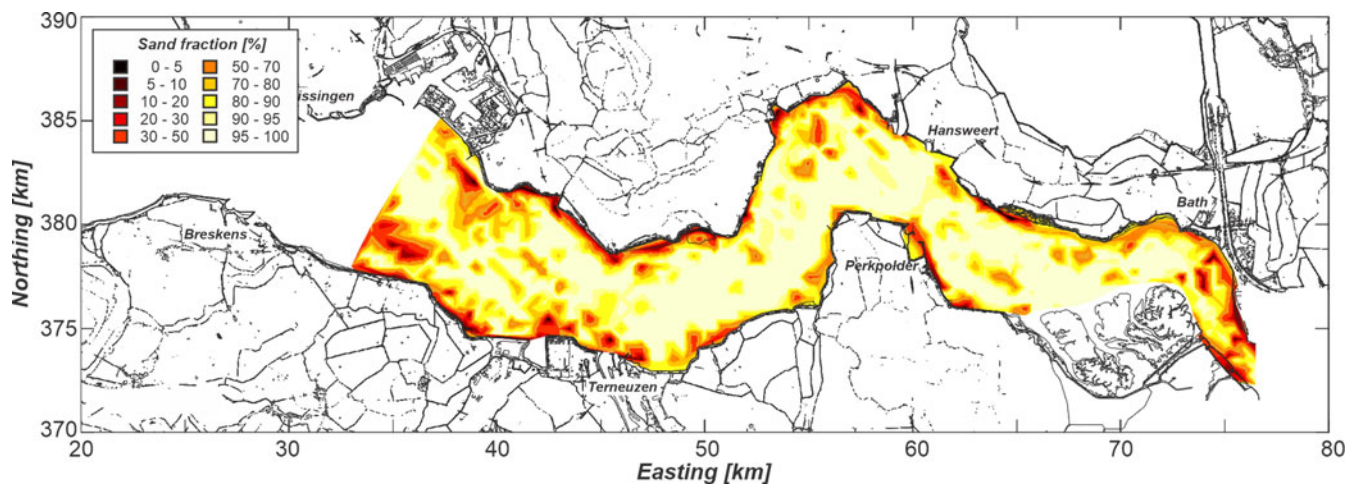 390
Sand fraction [%]
0 - 5 50 - 70
5 - 10 70 - 80
10 - 20 80 - 90
20 - 30 90 - 95
30 - 50 95 - 100
issingen
385
Hansweert
Northing [km]
Bath
380
Breskens
Perkpolder
375
Terneuzen
370
20 30 40 50 60 70 80
Easting [km]